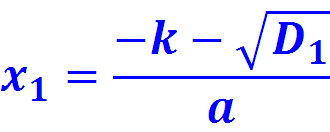 x₁ = (-k - √D₁) / a